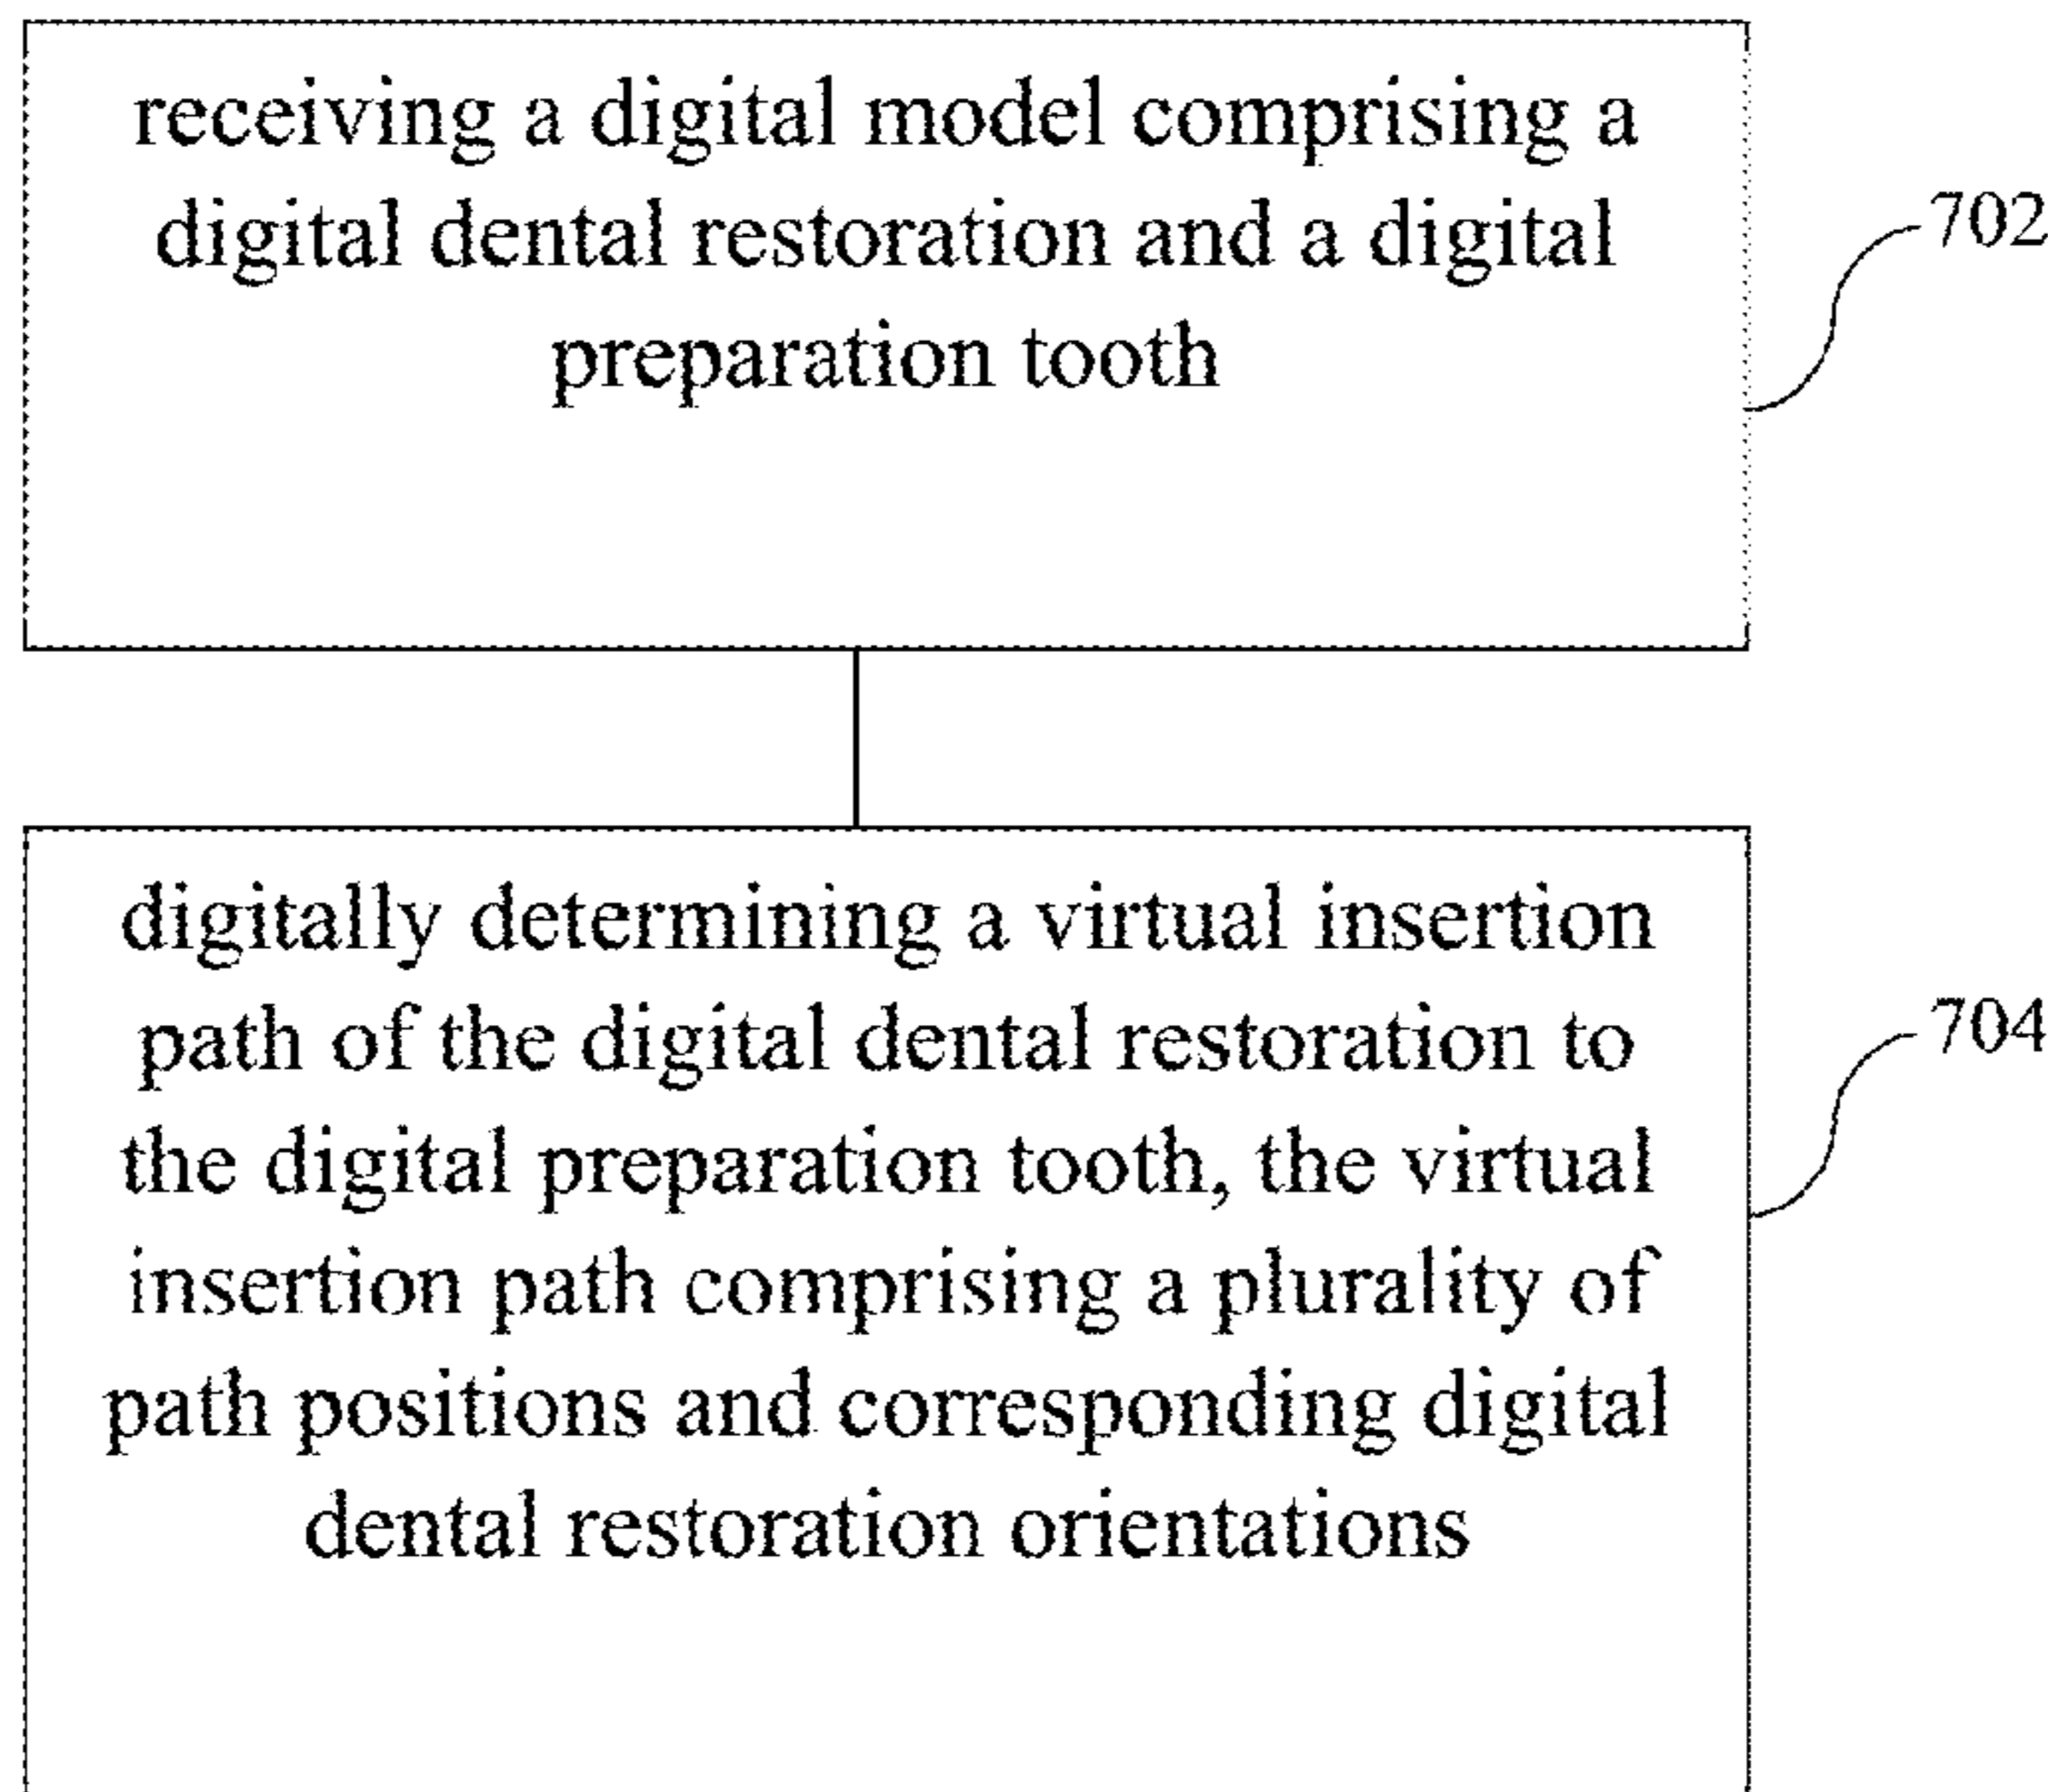 receiving a digital model comprising a
digital dental restoration and a digital
preparation tooth
702
digitally determining a virtual insertion
path of the digital dental restoration to
the digital preparation tooth, the virtual
insertion path comprising a plurality of
path positions and corresponding digital
dental restoration orientations
704